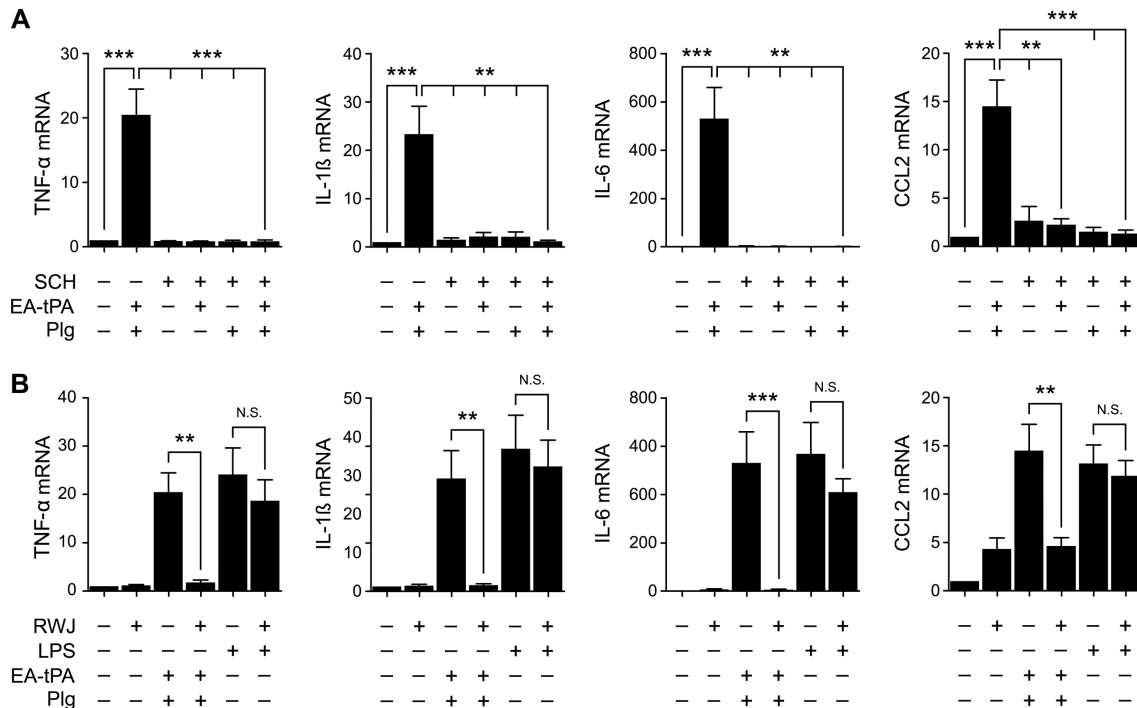 A
*** ***
30
20
10
0
TNF-α mRNA
*** **
40
30
20
10
0
IL-1ß mRNA
*** **
800
600
400
200
0
IL-6 mRNA
***
*** **
20
15
10
5
0
CCL2 mRNA
SCH – – + + + + – – + + + + – – + + + + – – + + + +
EA-tPA – + – + – + – + – + – + – + – + – + – + – + – +
Plg – + – – + + – + – – + + – + – – + + – + – – + +
B
** N.S.
40
30
20
10
0
TNF-α mRNA
** N.S.
50
40
30
20
10
0
IL-1ß mRNA
*** N.S.
800
600
400
200
0
IL-6 mRNA
** N.S.
20
15
10
5
0
CCL2 mRNA
RWJ – + – + – + – + – + – + – + – + – + – + – + – +
LPS – – – – + + – – – – + + – – – – + + – – – – + +
EA-tPA – – + + – – – – + + – – – – + + – – – – + + – –
Plg – – + + – – – – + + – – – – + + – – – – + + – –